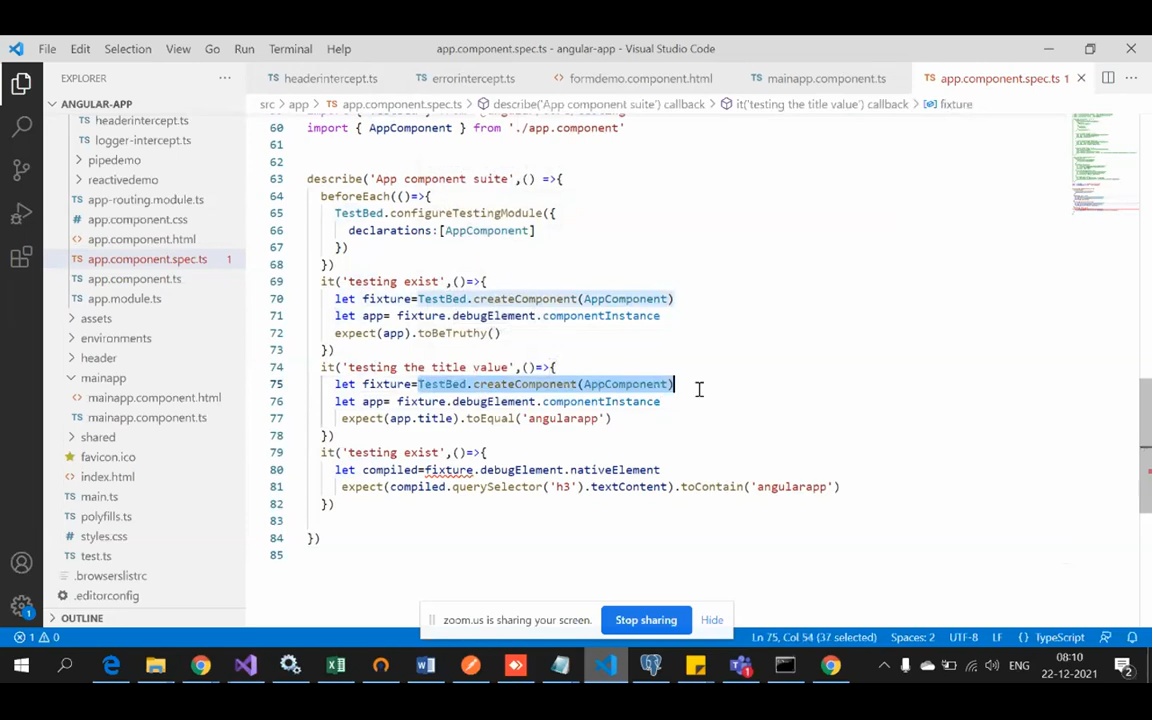 File Edit Selection View Go Run Terminal Help app.component.spec.ts - angular-app - Visual Studio Code
EXPLORER
headerintercept.ts errorintercept.ts formdemo.component.html mainapp.component.ts app.component.spec.ts 1
src > app > app.component.spec.ts > describe('App component suite') callback > it('testing the title value') callback > fixture
ANGULAR-APP
headerintercept.ts
logger-intercept.ts
pipedemo
reactivedemo
app-routing.module.ts
app.component.css
app.component.html
app.component.spec.ts 1
app.component.ts
app.module.ts
assets
environments
header
mainapp
mainapp.component.html
mainapp.component.ts
shared
favicon.ico
index.html
main.ts
polyfills.ts
styles.css
test.ts
.browserslistrc
.editorconfig
OUTLINE
60 import { AppComponent } from './app.component'
61
62
63 describe('App component suite',() =>{
64 beforeEach(()=>{
65 TestBed.configureTestingModule({
66 declarations:[AppComponent]
67 })
68 })
69 it('testing exist',()=>{
70 let fixture=TestBed.createComponent(AppComponent)
71 let app= fixture.debugElement.componentInstance
72 expect(app).toBeTruthy()
73 })
74 it('testing the title value',()=>{
75 let fixture=TestBed.createComponent(AppComponent)
76 let app= fixture.debugElement.componentInstance
77 expect(app.title).toEqual('angularapp')
78 })
79 it('testing exist',()=>{
80 let compiled=fixture.debugElement.nativeElement
81 expect(compiled.querySelector('h3').textContent).toContain('angularapp')
82 })
83
84 })
85
zoom.us is sharing your screen. Stop sharing Hide
1 0 Ln 75, Col 54 (37 selected) Spaces: 2 UTF-8 LF {} TypeScript
1
ENG
08:10
22-12-2021
2